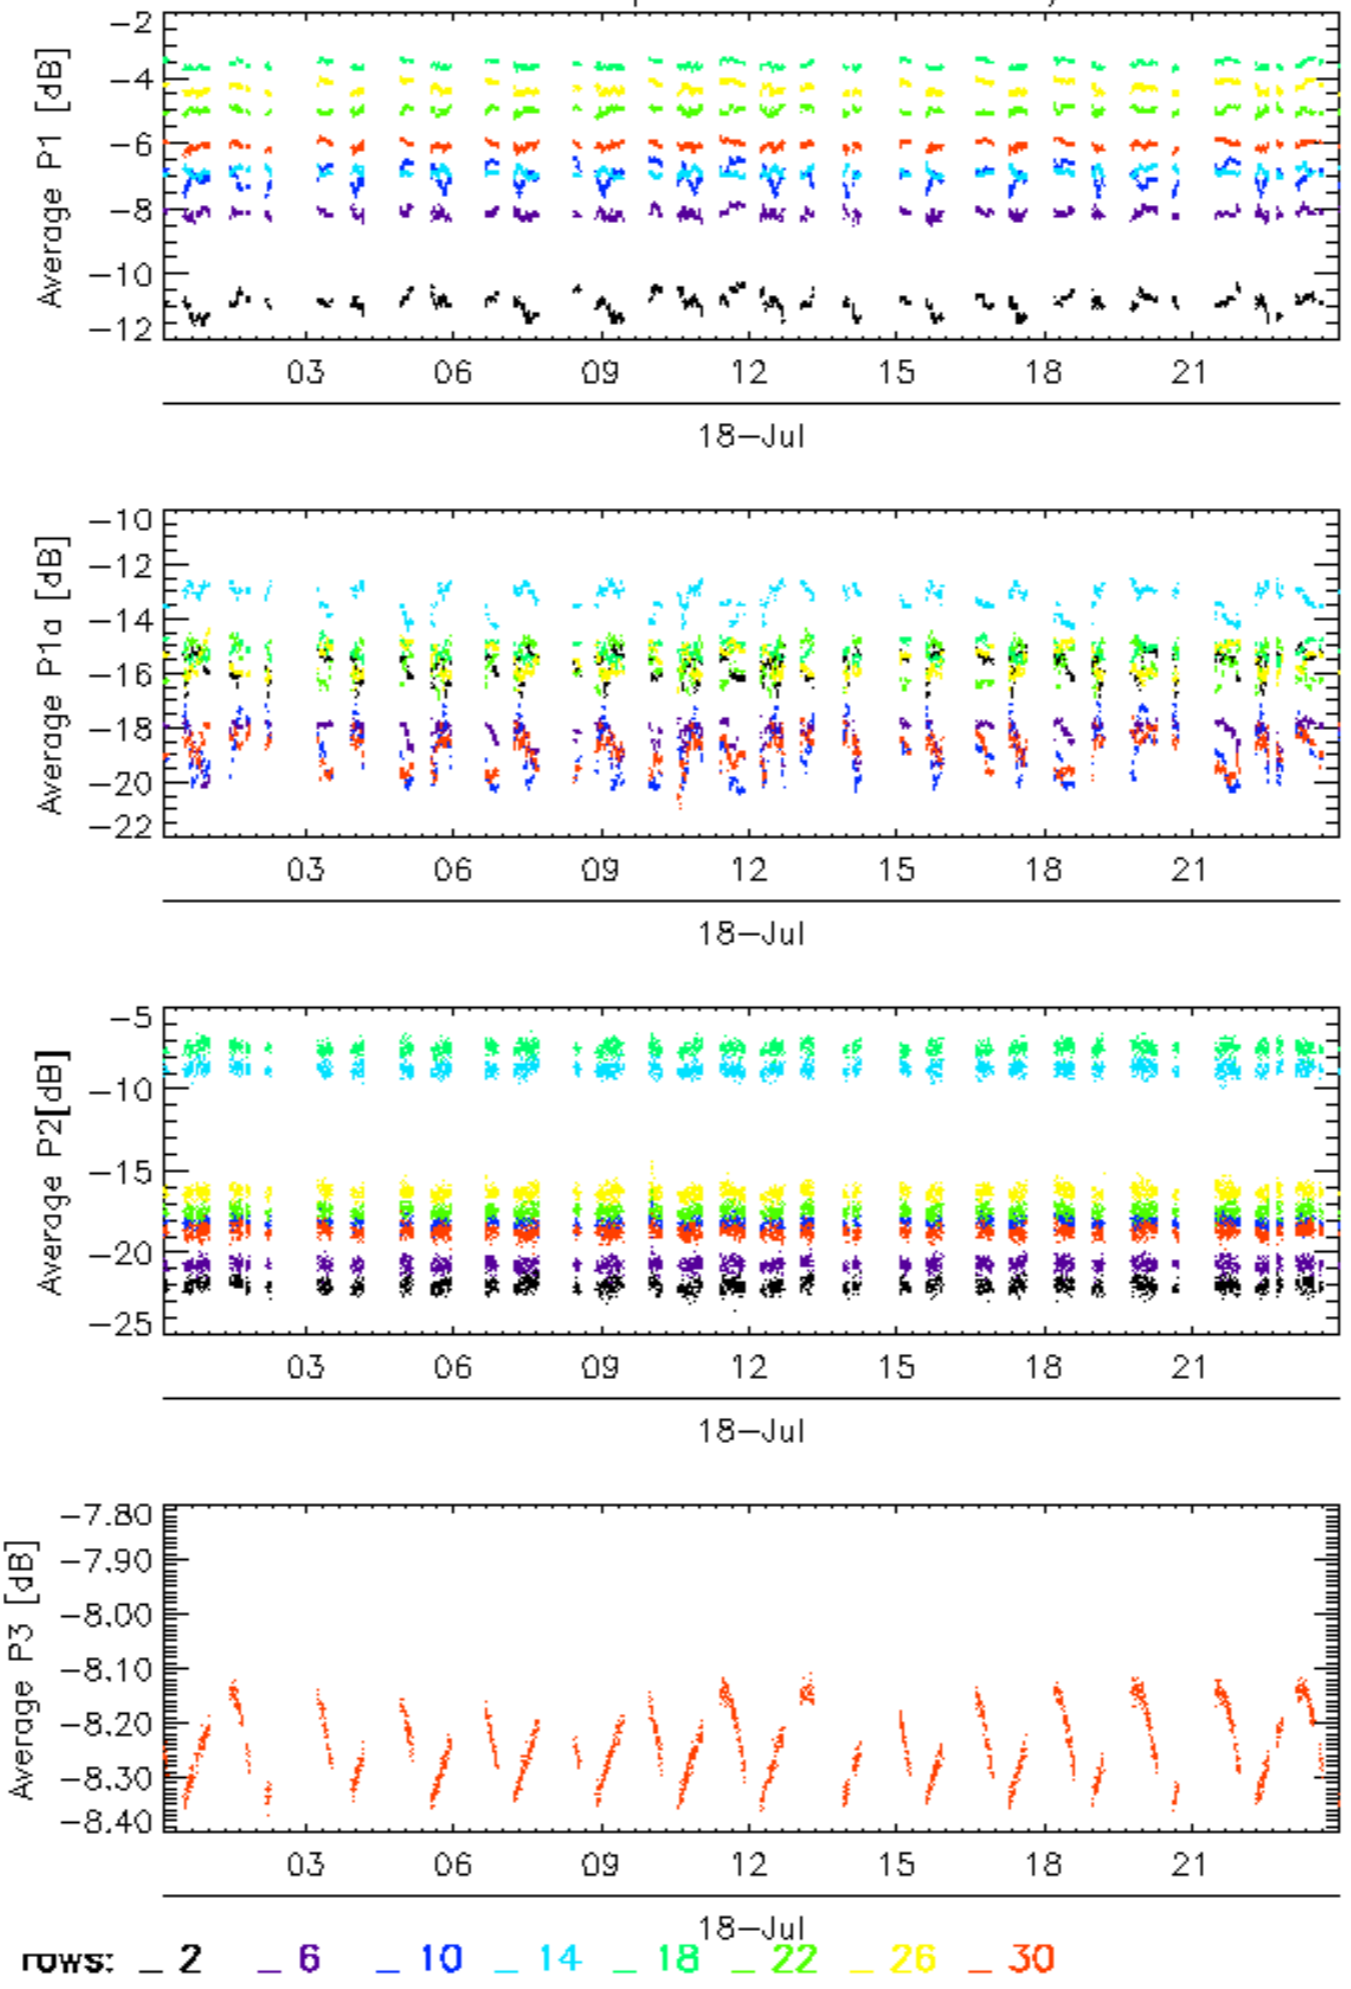 Average P1 [dB]
−2
−4
−6
−8
−10
−12
03 06 09 12 15 18 21
18−Jul
Average P1a [dB]
−10
−12
−14
−16
−18
−20
−22
03 06 09 12 15 18 21
18−Jul
Average P2[dB]
−5
−10
−15
−20
−25
03 06 09 12 15 18 21
18−Jul
Average P3 [dB]
−7.80
−7.90
−8.00
−8.10
−8.20
−8.30
−8.40
03 06 09 12 15 18 21
18−Jul
rows: _ 2 _ 6 _ 10 _ 14 _ 18 _ 22 _ 26 _ 30